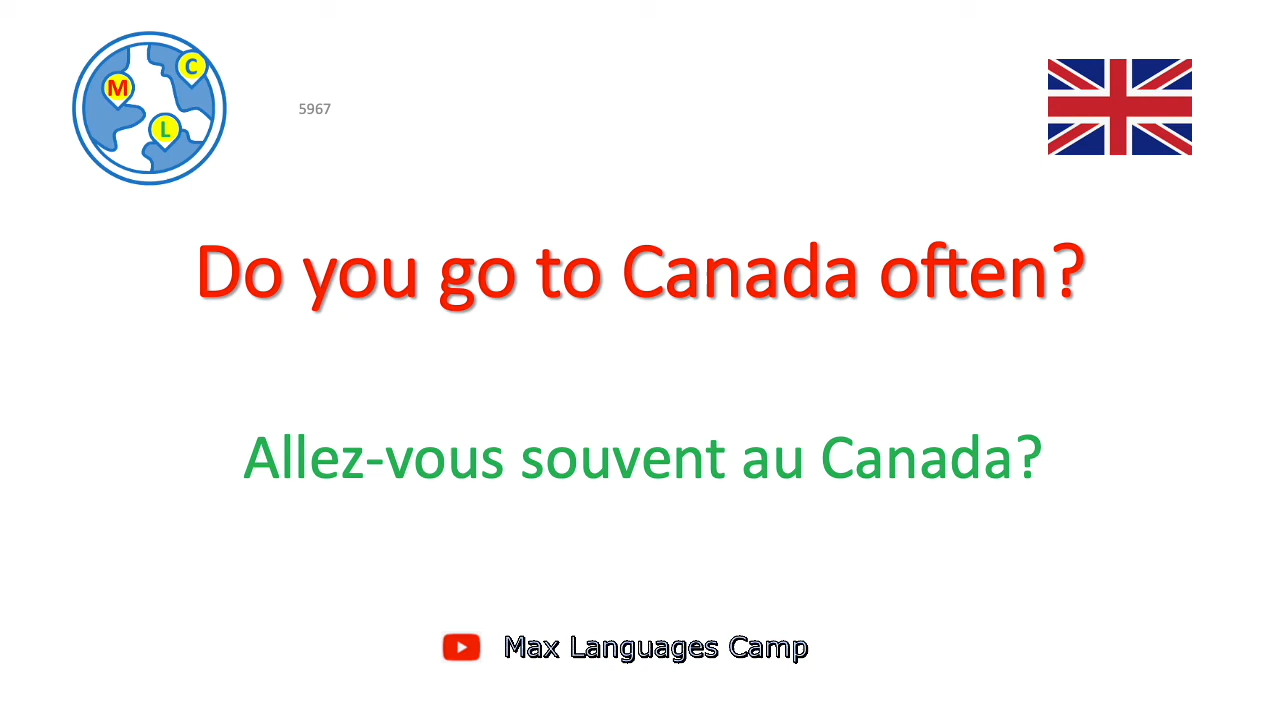 M
C
L
5967
Do you go to Canada often?
Allez-vous souvent au Canada?
Max Languages Camp